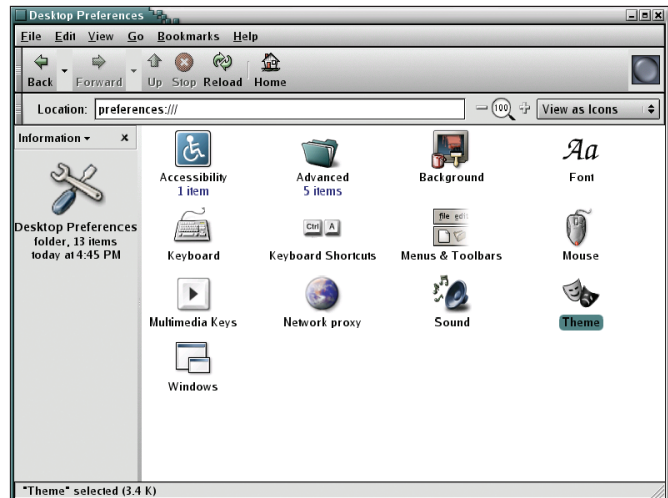 Desktop Preferences
File Edit View Go Bookmarks Help
Back Forward Up Stop Reload Home
Location: preferences:/// 100 View as Icons
Information x
Desktop Preferences
folder, 13 items
today at 4:45 PM
Accessibility
1 item
Advanced
5 items
Background
Aa
Font
Keyboard
Ctrl A
Keyboard Shortcuts
file edi
Menus & Toolbars
Mouse
Multimedia Keys
Network proxy
Sound
Theme
Windows
"Theme" selected (3.4 K)